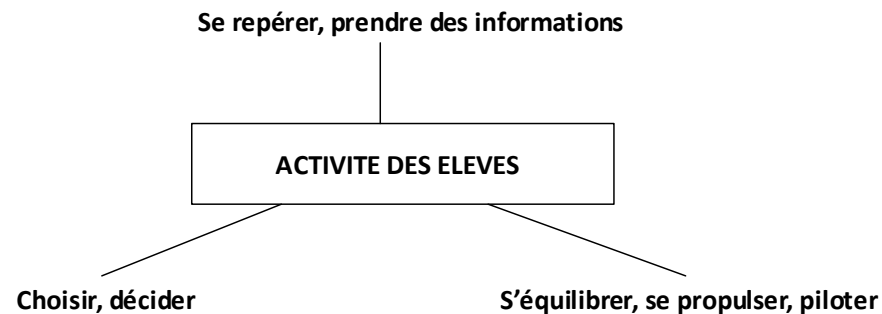 Se repérer, prendre des informations
ACTIVITE DES ELEVES
Choisir, décider
S’équilibrer, se propulser, piloter